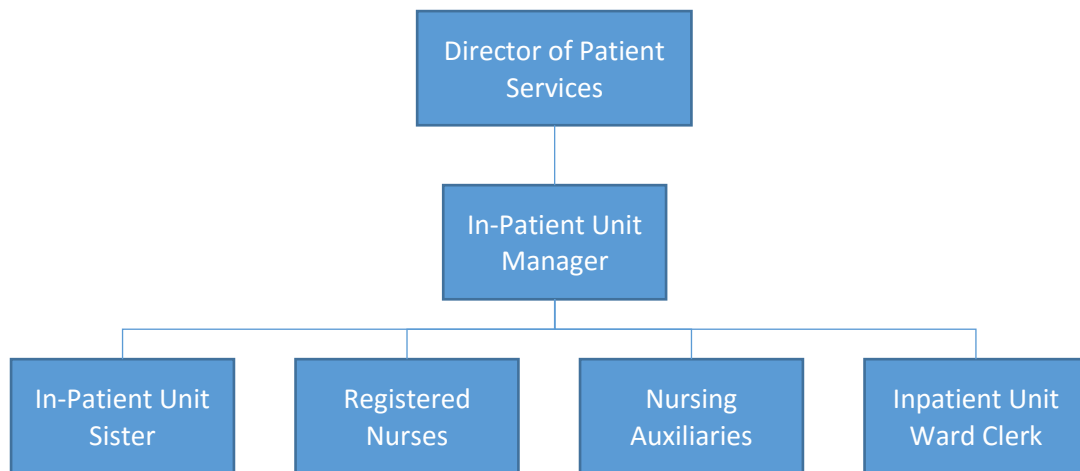 Director of Patient
Services
In-Patient Unit
Manager
In-Patient Unit
Sister
Registered
Nurses
Nursing
Auxiliaries
Inpatient Unit
Ward Clerk